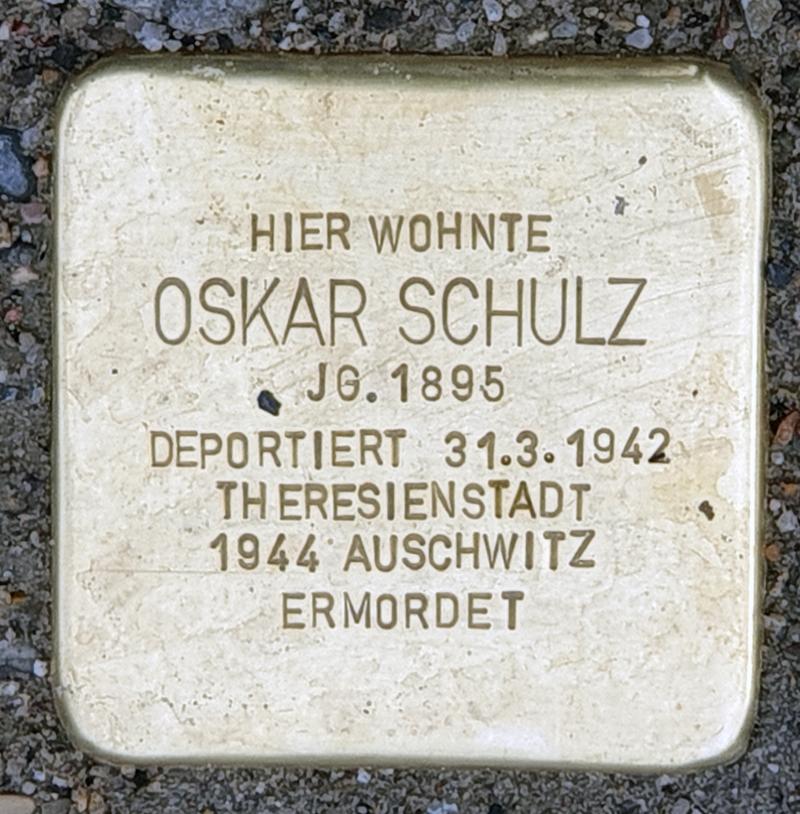 HIER WOHNTE
OSKAR SCHULZ
JG. 1895
DEPORTIERT 31.3.1942
THERESIENSTADT
1944 AUSCHWITZ
ERMORDET